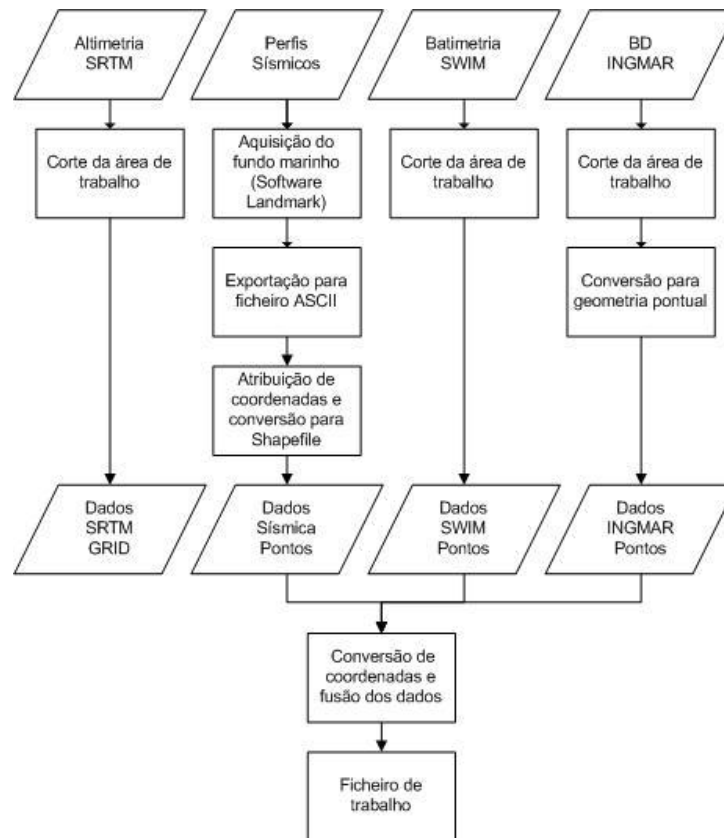 Altimetria
SRTM
Perfis
Sísmicos
Batimetria
SWIM
BD
INGMAR
Corte da área de
trabalho
Aquisição do
fundo marinho
(Software
Landmark)
Corte da área de
trabalho
Corte da área de
trabalho
Exportação para
ficheiro ASCII
Conversão para
geometria pontual
Atribuição de
coordenadas e
conversão para
Shapefile
Dados
SRTM
GRID
Dados
Sísmica
Pontos
Dados
SWIM
Pontos
Dados
INGMAR
Pontos
Conversão de
coordenadas e
fusão dos dados
Ficheiro de
trabalho